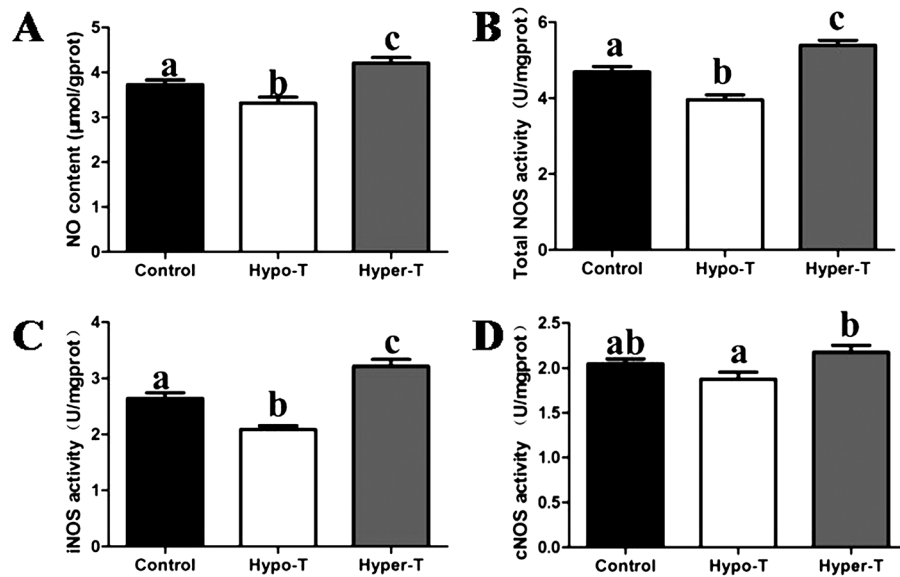 A
NO content (μmol/gprot)
5
4
3
2
1
0
a
b
c
Control
Hypo-T
Hyper-T
B
Total NOS activity（U/mgprot）
6
4
2
0
a
b
c
Control
Hypo-T
Hyper-T
C
iNOS activity（U/mgprot）
4
3
2
1
0
a
b
c
Control
Hypo-T
Hyper-T
D
cNOS activity（U/mgprot）
2.5
2.0
1.5
1.0
0.5
0.0
ab
a
b
Control
Hypo-T
Hyper-T